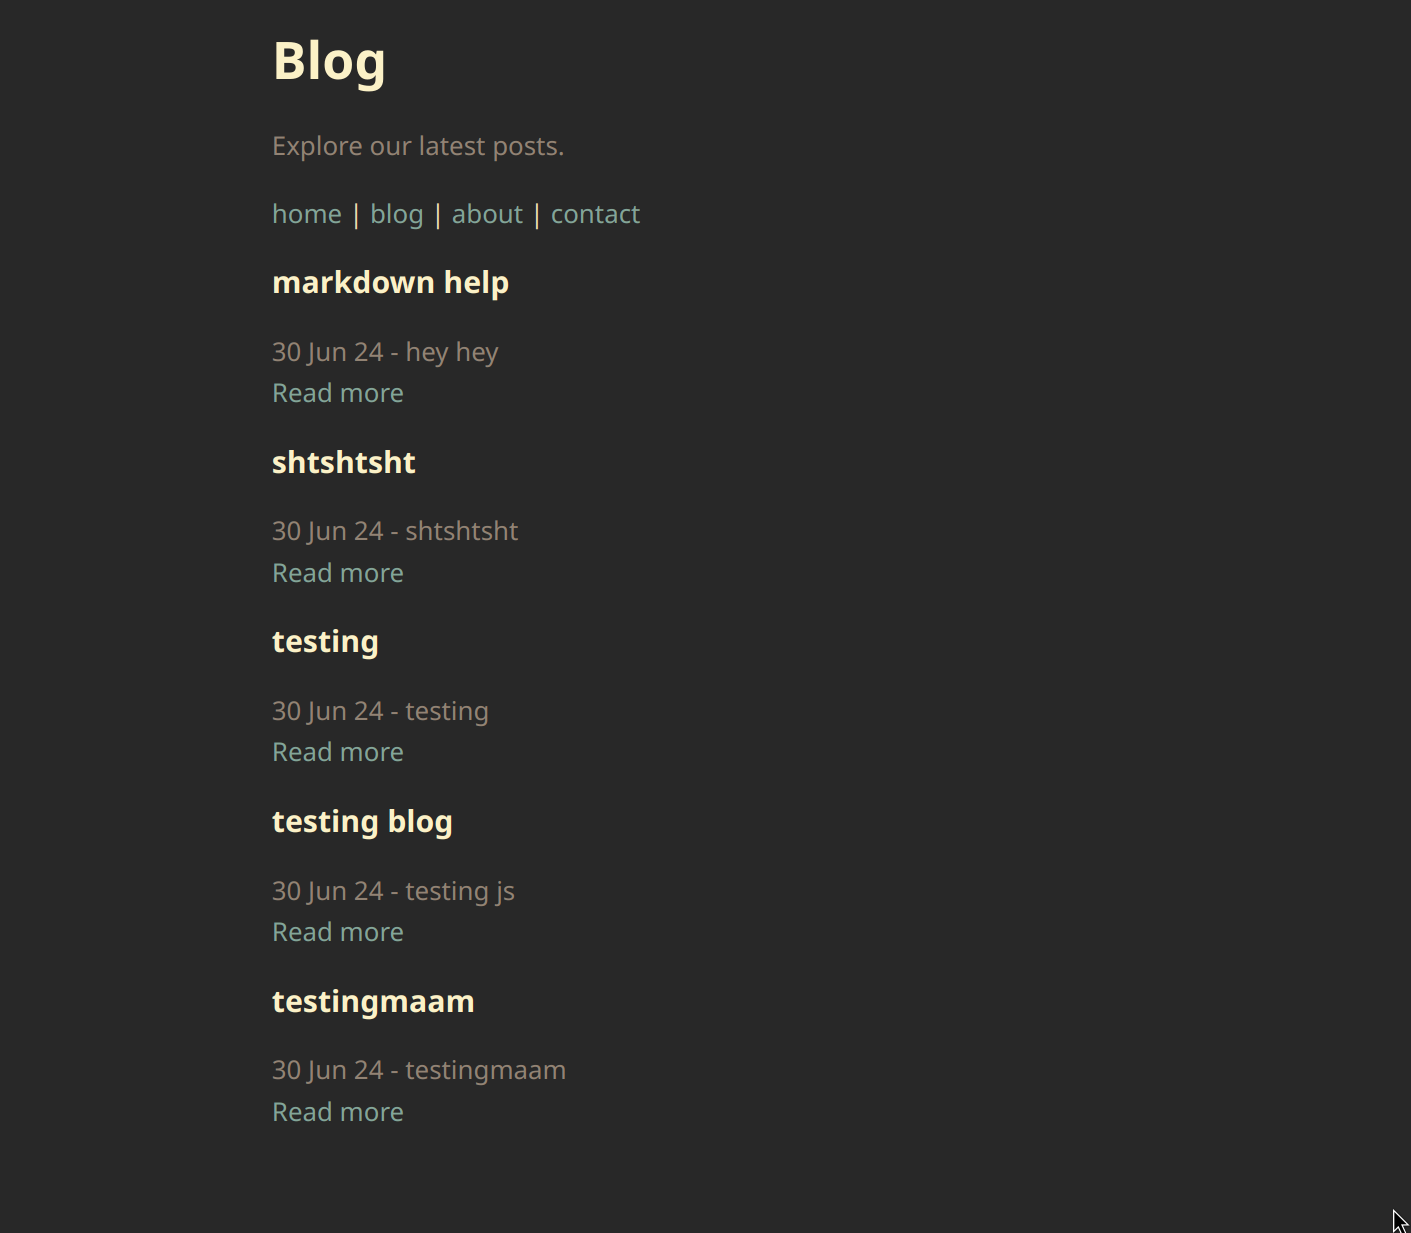 Blog
Explore our latest posts.
home | blog | about | contact
markdown help
30 Jun 24 - hey hey
Read more
shtshtsht
30 Jun 24 - shtshtsht
Read more
testing
30 Jun 24 - testing
Read more
testing blog
30 Jun 24 - testing js
Read more
testingmaam
30 Jun 24 - testingmaam
Read more